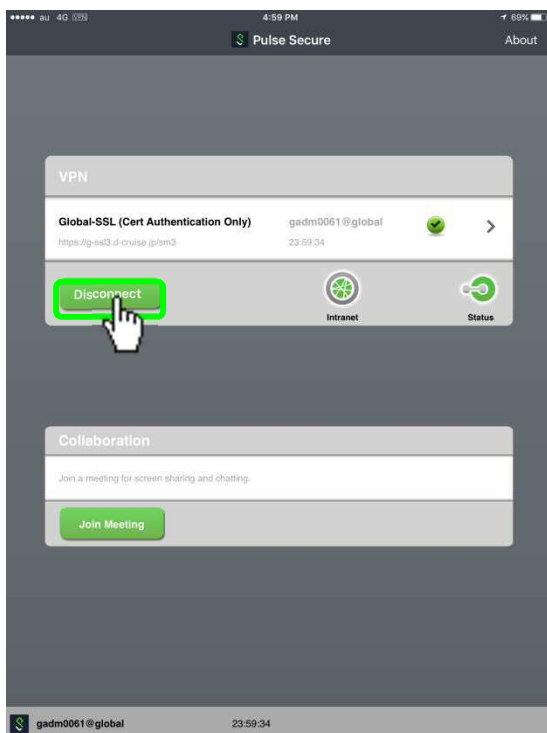 au 4G 4:59 PM 69%
Pulse Secure About
VPN
Global-SSL (Cert Authentication Only) gadm0061@global
https://g-ssl3.d-cruise.jp/sm3 23:59:34
Disconnect
Intranet Status
Collaboration
Join a meeting for screen sharing and chatting.
Join Meeting
gadm0061@global 23:59:34